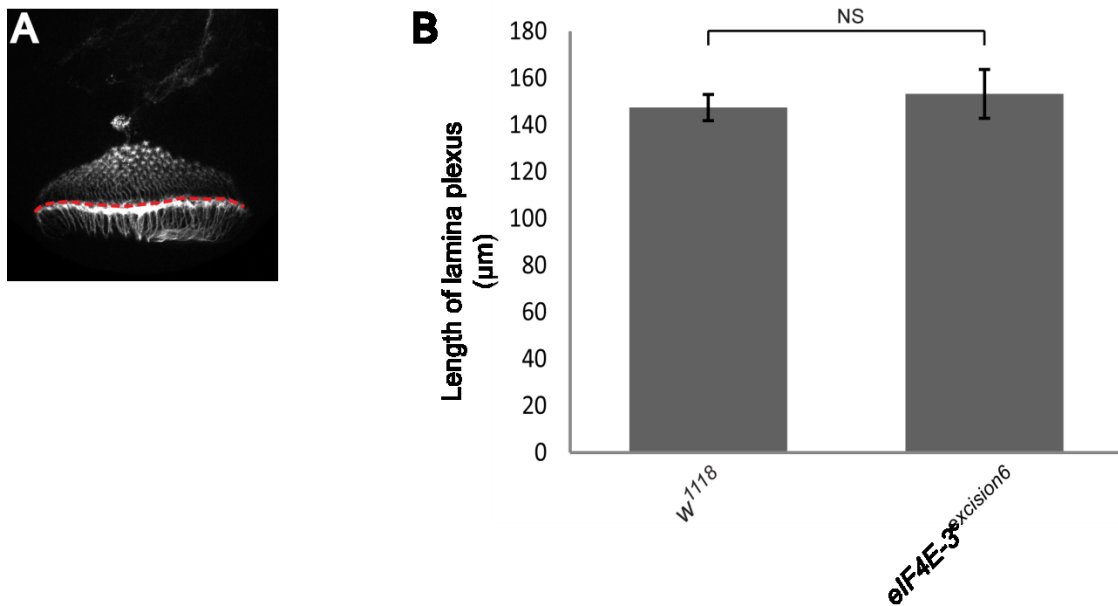 A
B
NS
180
160
140
120
100
80
60
40
20
0
Length of lamina plexus
(µm)
w1118
eIF4E-3excision6